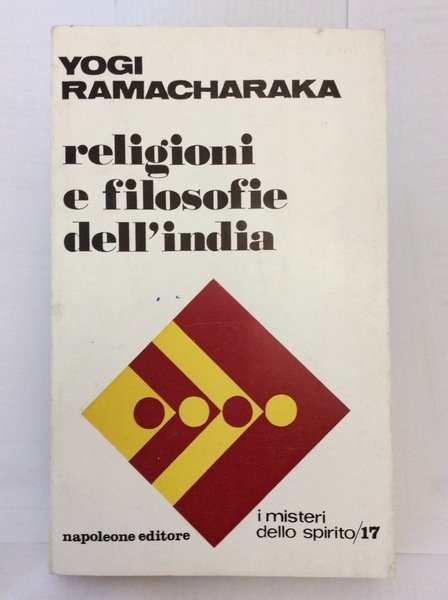 YOGI
RAMACHARAKA
religioni
e filosofie
dell'india
i misteri
dello spirito/17
napoleone editore